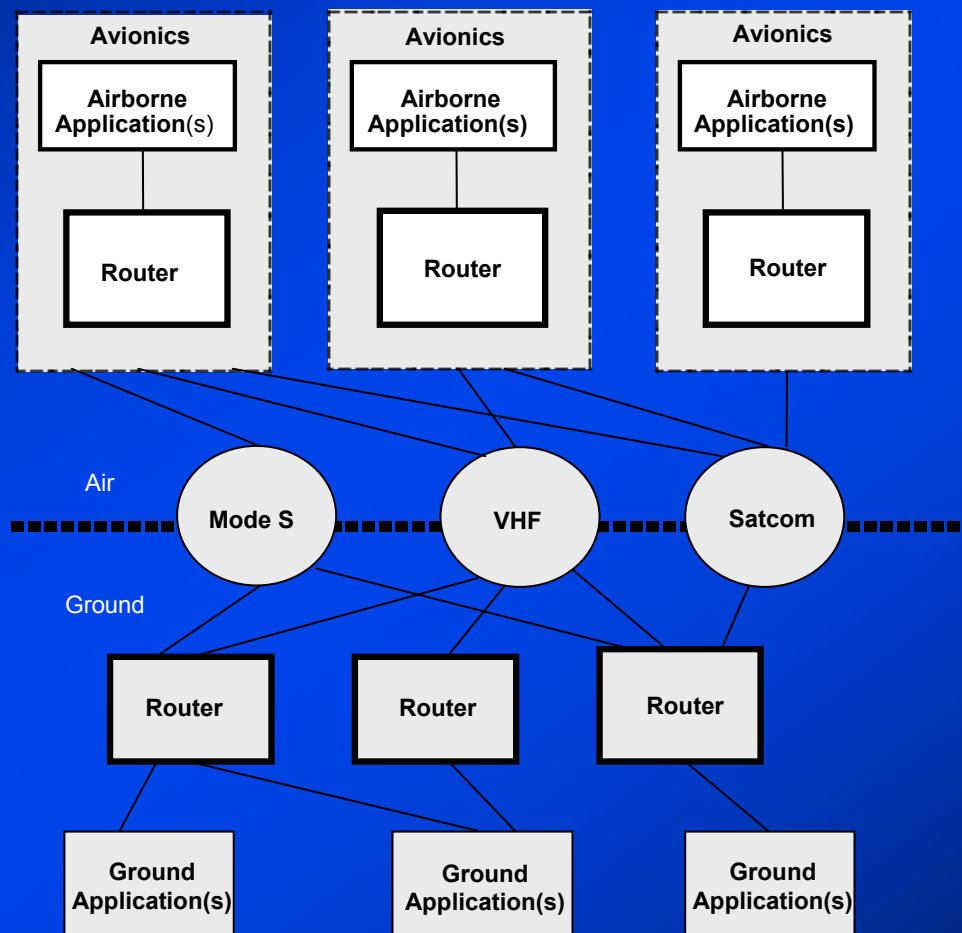 Avionics
Airborne
Application(s)
Router
Avionics
Airborne
Application(s)
Router
Avionics
Airborne
Application(s)
Router
Air
Mode S
VHF
Satcom
Ground
Router
Router
Router
Ground
Application(s)
Ground
Application(s)
Ground
Application(s)